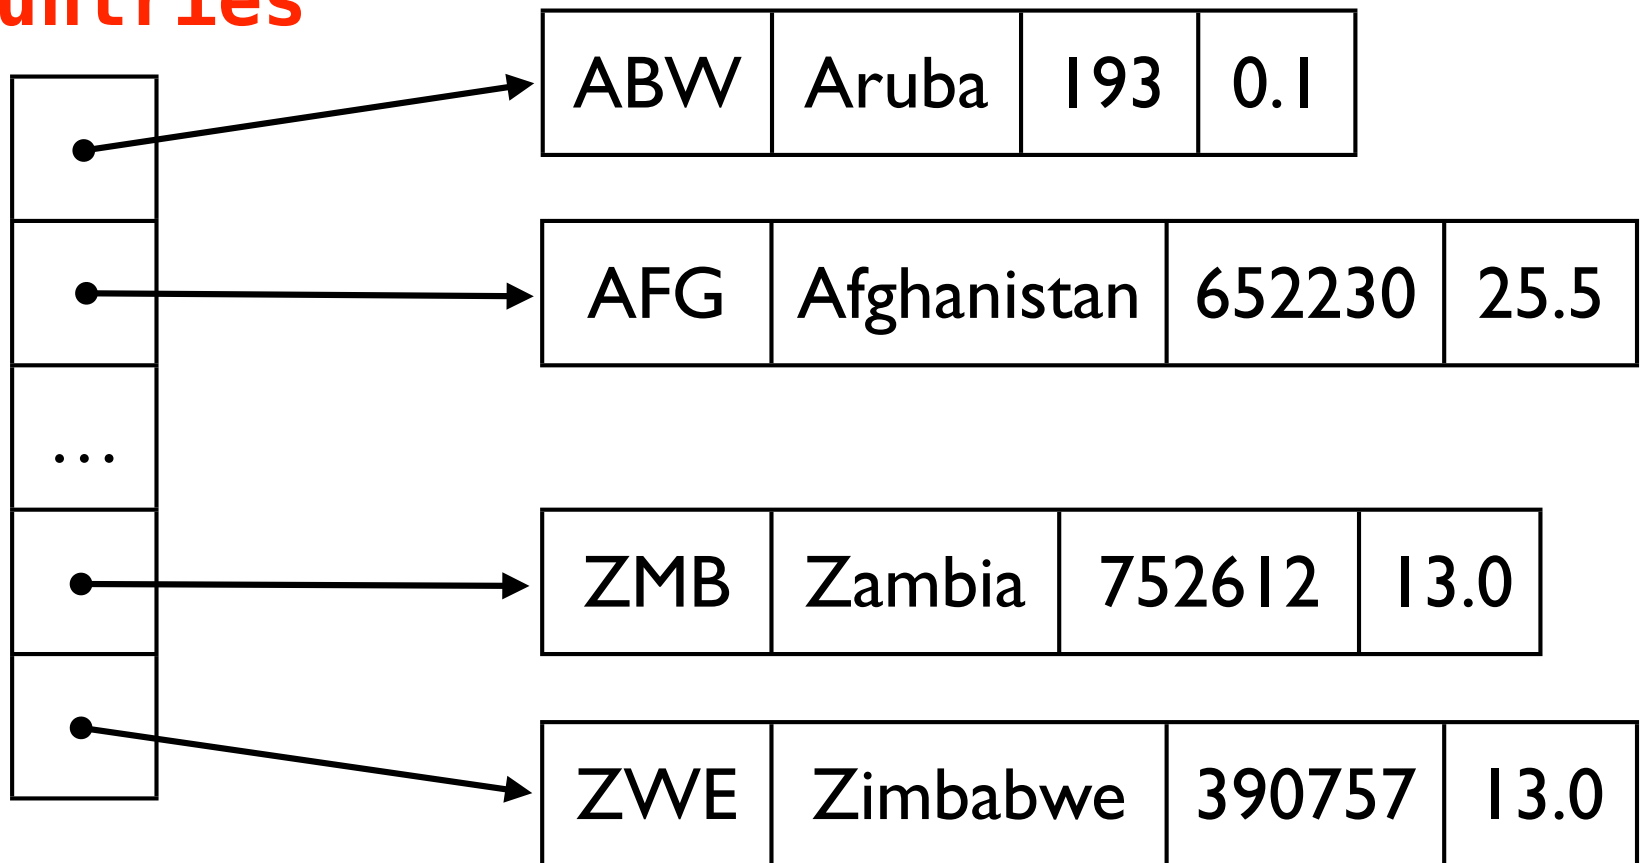 untries
ABW Aruba 193 0.1
AFG Afghanistan 652230 25.5
...
ZMB Zambia 752612 13.0
ZWE Zimbabwe 390757 13.0